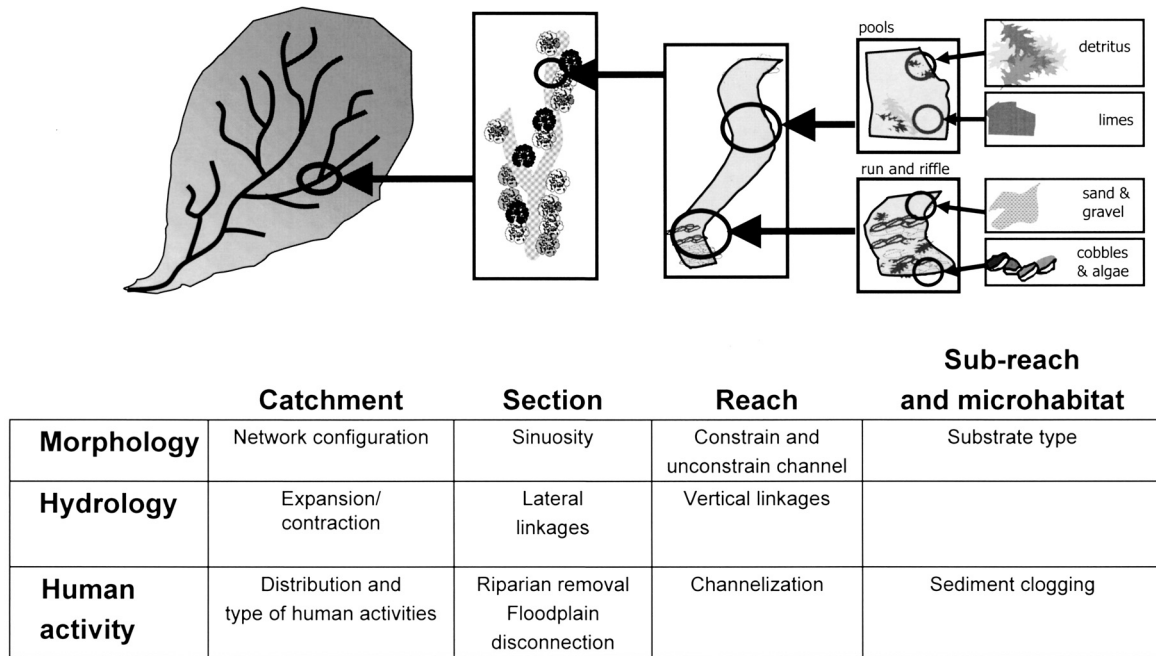 pools
detritus
limes
run and riffle
sand &
gravel
cobbles
& algae
Catchment
Section
Reach
Sub-reach
and microhabitat
Morphology
Network configuration
Sinuosity
Constrain and
unconstrain channel
Substrate type
Hydrology
Expansion/
contraction
Lateral
linkages
Vertical linkages
Human
activity
Distribution and
type of human activities
Riparian removal
Floodplain
disconnection
Channelization
Sediment clogging